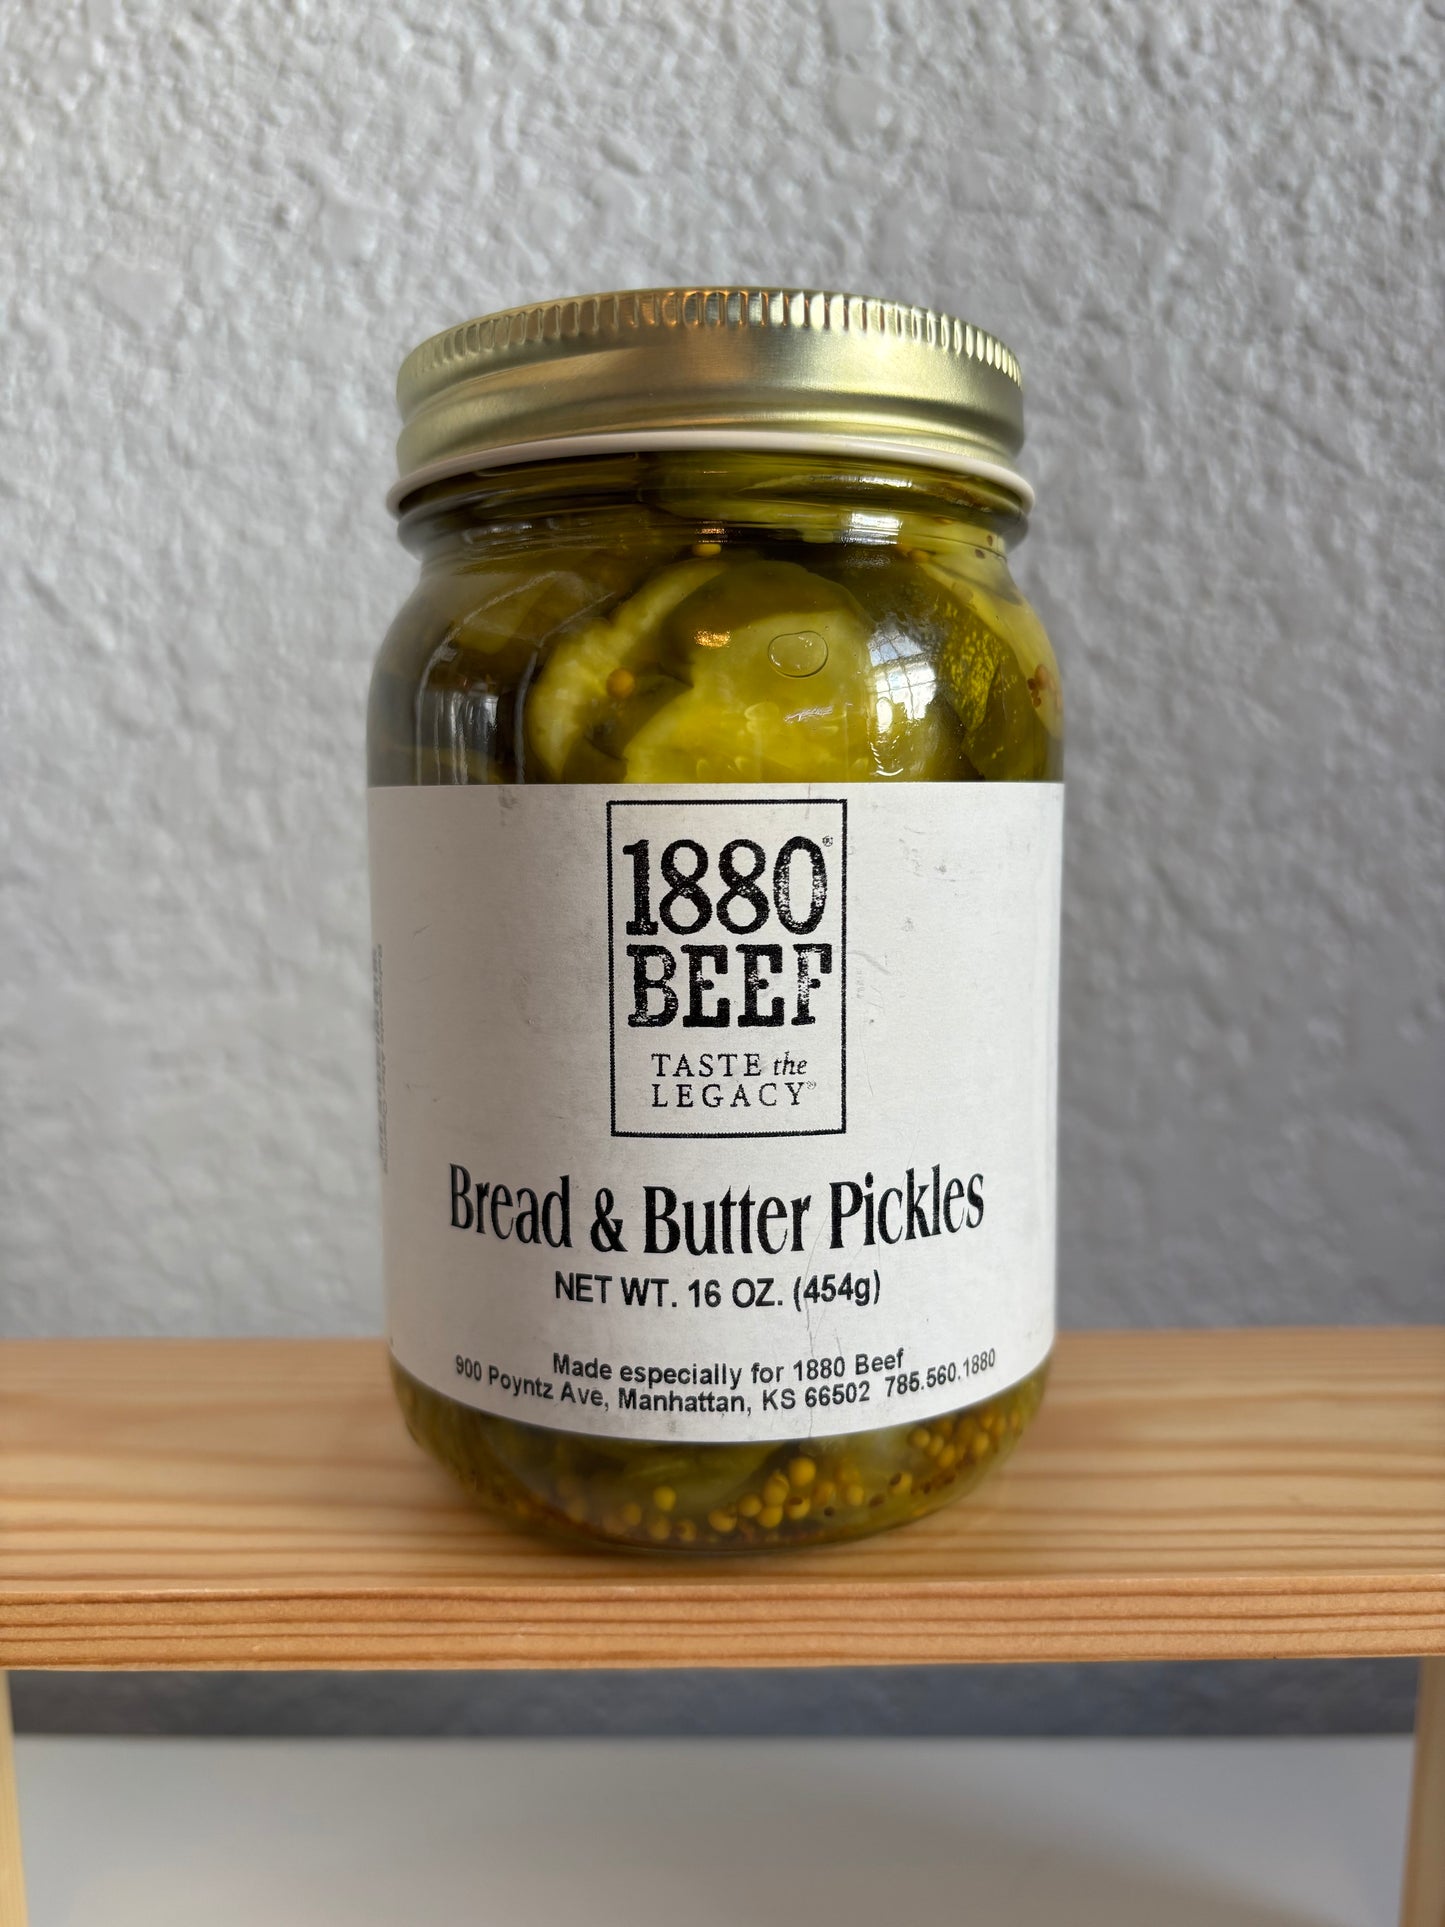 1880®
BEEF
TASTE the
LEGACY®
Bread & Butter Pickles
NET WT. 16 OZ. (454g)
Made especially for 1880 Beef
900 Poyntz Ave, Manhattan, KS 66502 785.560.1880